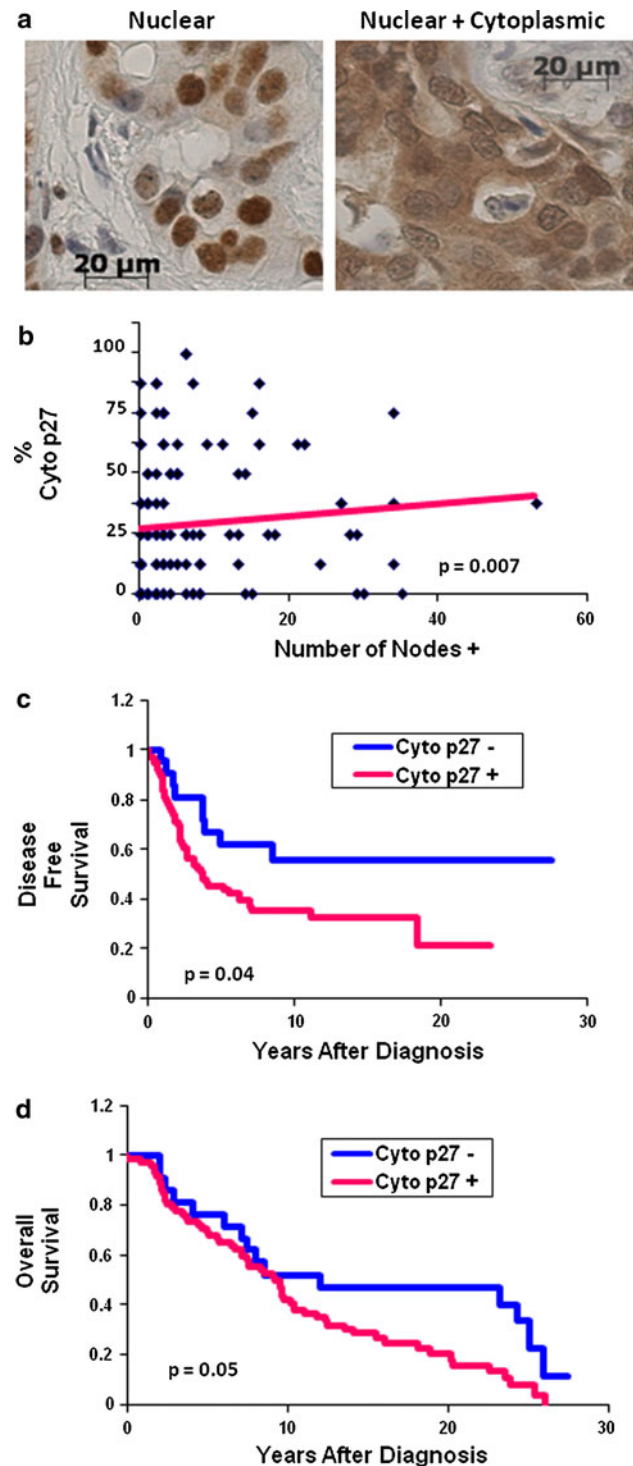 a Nuclear Nuclear + Cytoplasmic
20 µm
20 µm
b
100
75
50
25
0
%
Cyto p27
p = 0.007
0 20 40 60
Number of Nodes +
c
1.2
1
0.8
0.6
0.4
0.2
0
Disease
Free
Survival
Cyto p27 -
Cyto p27 +
p = 0.04
0 10 20 30
Years After Diagnosis
d
1.2
1
0.8
0.6
0.4
0.2
0
Overall
Survival
Cyto p27 -
Cyto p27 +
p = 0.05
0 10 20 30
Years After Diagnosis